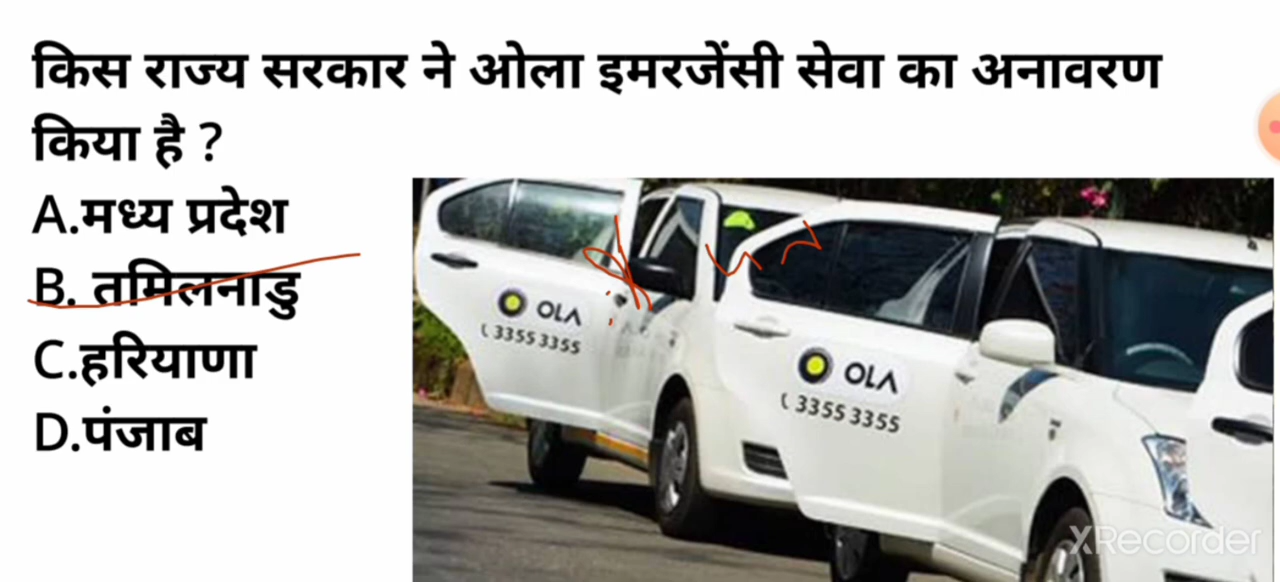 किस राज्य सरकार ने ओला इमरजेंसी सेवा का अनावरण
किया है ?
A.मध्य प्रदेश
B. तमिलनाडु
C.हरियाणा
D.पंजाब
OLA
3355 3355
OLA
3355 3355
XRecorder